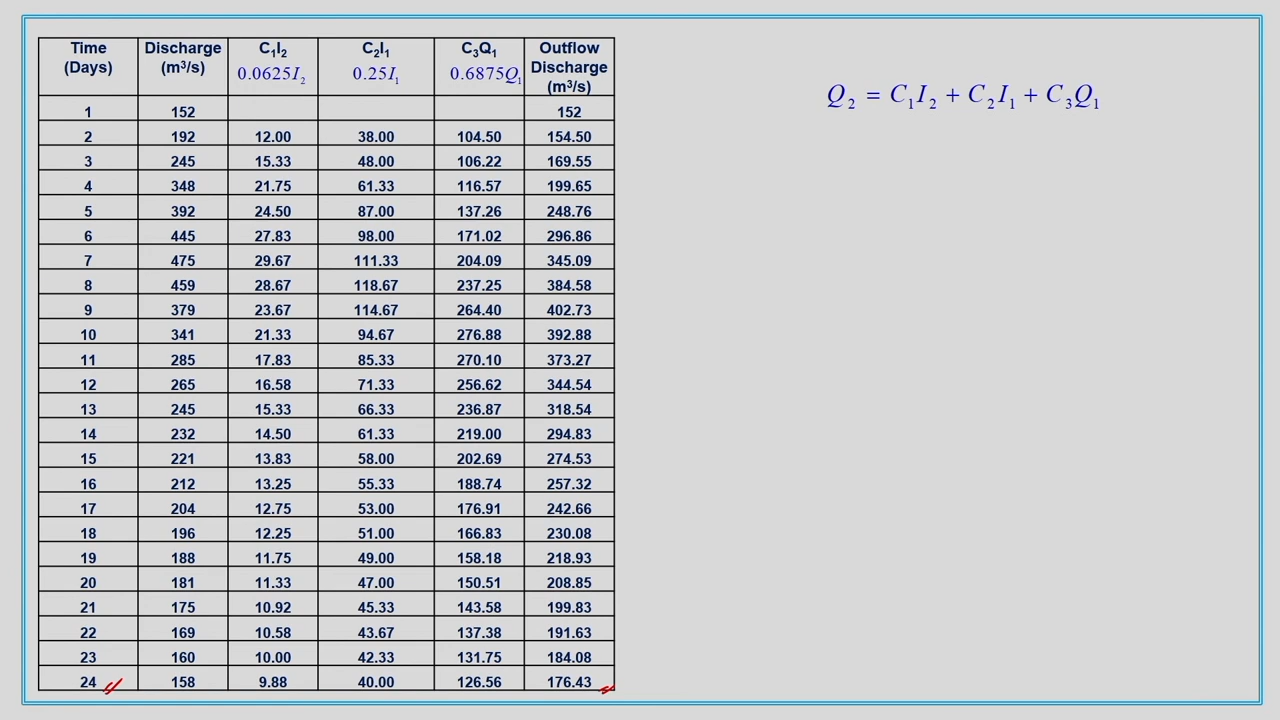 Time (Days) Discharge (m³/s) C₁I₂ 0.0625I₂ C₂I₁ 0.25I₁ C₃Q₁ 0.6875Q₁ Outflow Discharge (m³/s)
1 152 152
2 192 12.00 38.00 104.50 154.50
3 245 15.33 48.00 106.22 169.55
4 348 21.75 61.33 116.57 199.65
5 392 24.50 87.00 137.26 248.76
6 445 27.83 98.00 171.02 296.86
7 475 29.67 111.33 204.09 345.09
8 459 28.67 118.67 237.25 384.58
9 379 23.67 114.67 264.40 402.73
10 341 21.33 94.67 276.88 392.88
11 285 17.83 85.33 270.10 373.27
12 265 16.58 71.33 256.62 344.54
13 245 15.33 66.33 236.87 318.54
14 232 14.50 61.33 219.00 294.83
15 221 13.83 58.00 202.69 274.53
16 212 13.25 55.33 188.74 257.32
17 204 12.75 53.00 176.91 242.66
18 196 12.25 51.00 166.83 230.08
19 188 11.75 49.00 158.18 218.93
20 181 11.33 47.00 150.51 208.85
21 175 10.92 45.33 143.58 199.83
22 169 10.58 43.67 137.38 191.63
23 160 10.00 42.33 131.75 184.08
24 158 9.88 40.00 126.56 176.43
Q₂ = C₁I₂ + C₂I₁ + C₃Q₁